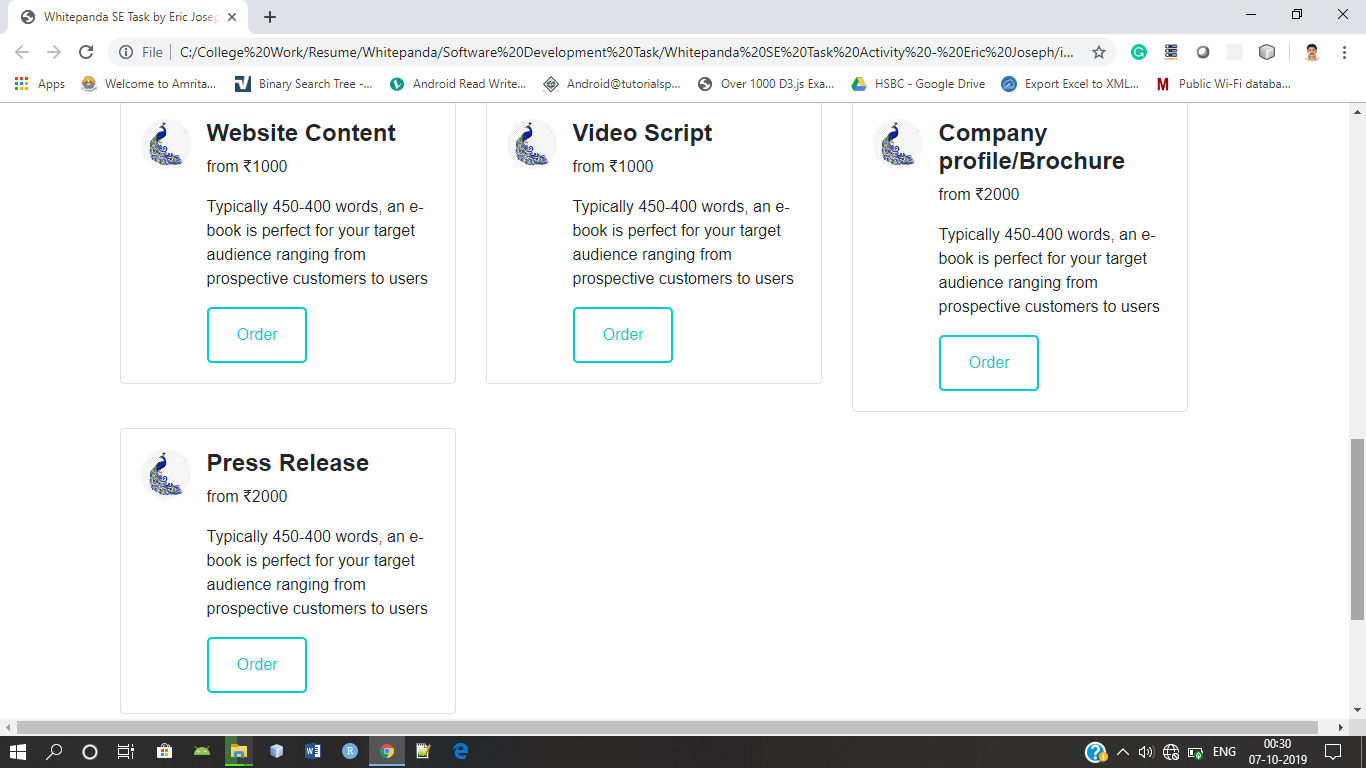 Whitepanda SE Task by Eric Josep
File
C:/College%20Work/Resume/Whitepanda/Software%20Development%20Task/Whitepanda%20SE%20Task%20Activity%20-%20Eric%20Joseph/i...
Apps
Welcome to Amrita...
Binary Search Tree -...
Android Read Write...
Android@tutorialsp...
Over 1000 D3.js Exa...
HSBC - Google Drive
Export Excel to XML...
Public Wi-Fi databa...
Website Content
from ₹1000
Typically 450-400 words, an e-
book is perfect for your target
audience ranging from
prospective customers to users
Order
Video Script
from ₹1000
Typically 450-400 words, an e-
book is perfect for your target
audience ranging from
prospective customers to users
Order
Company
profile/Brochure
from ₹2000
Typically 450-400 words, an e-
book is perfect for your target
audience ranging from
prospective customers to users
Order
Press Release
from ₹2000
Typically 450-400 words, an e-
book is perfect for your target
audience ranging from
prospective customers to users
Order
ENG
00:30
07-10-2019